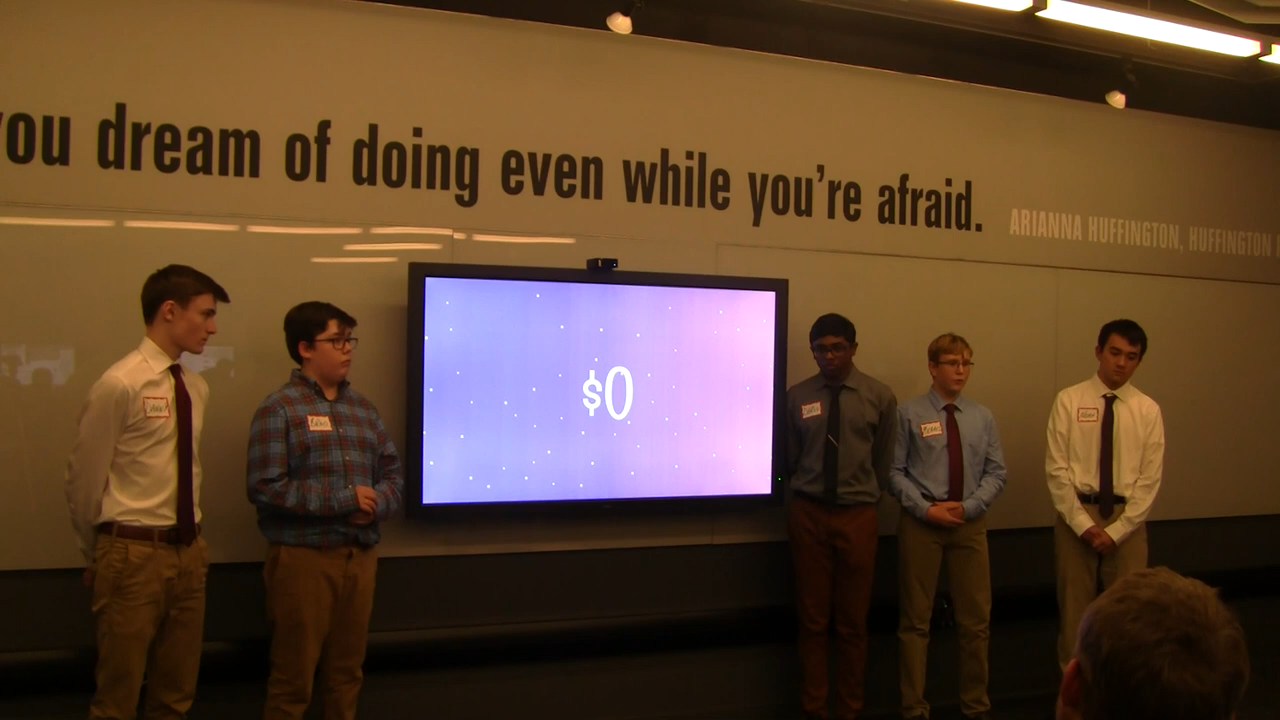 you dream of doing even while you're afraid.
ARIANNA HUFFINGTON, HUFFINGTON
$0